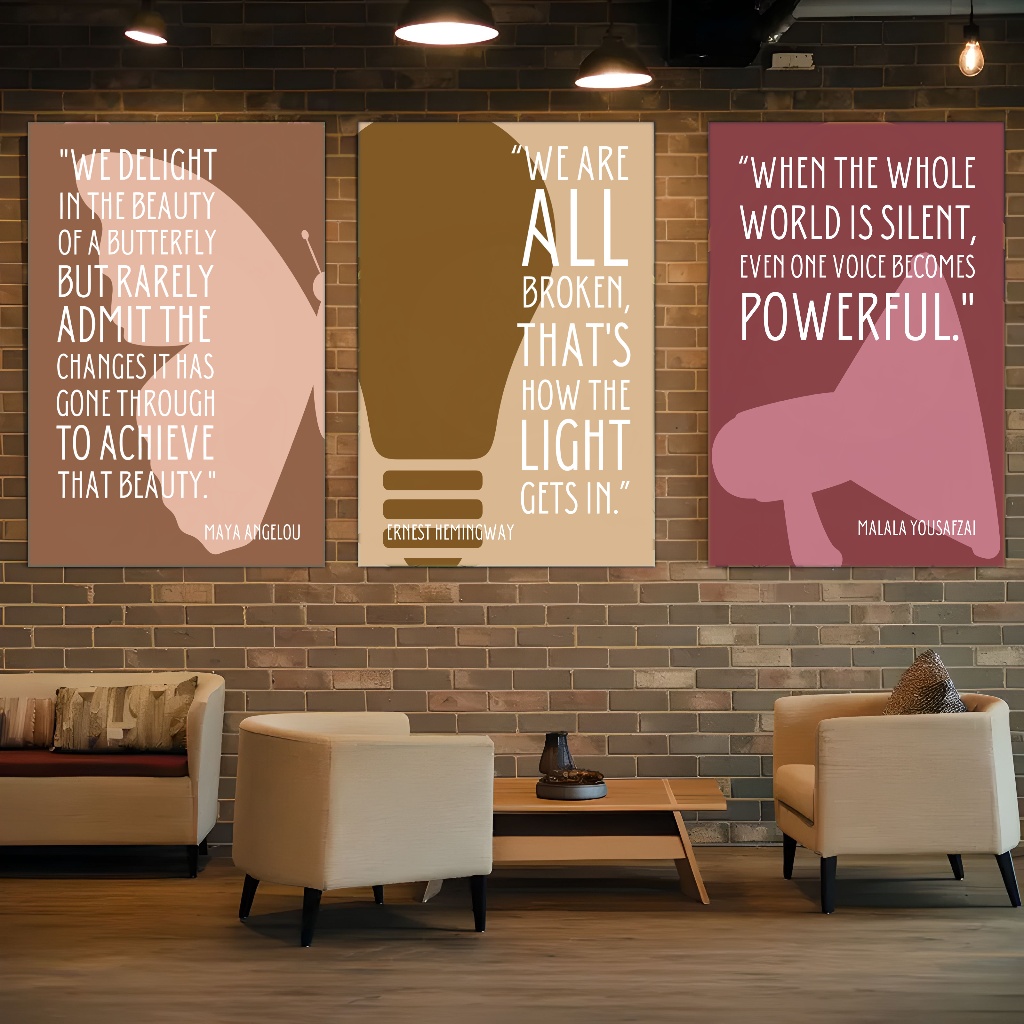 "WE DELIGHT
IN THE BEAUTY
OF A BUTTERFLY
BUT RARELY
ADMIT THE
CHANGES IT HAS
GONE THROUGH
TO ACHIEVE
THAT BEAUTY."
MAYA ANGELOU
“WE ARE
ALL
BROKEN,
THAT'S
HOW THE
LIGHT
GETS IN.”
ERNEST HEMINGWAY
“WHEN THE WHOLE
WORLD IS SILENT,
EVEN ONE VOICE BECOMES
POWERFUL."
MALALA YOUSAFZAI